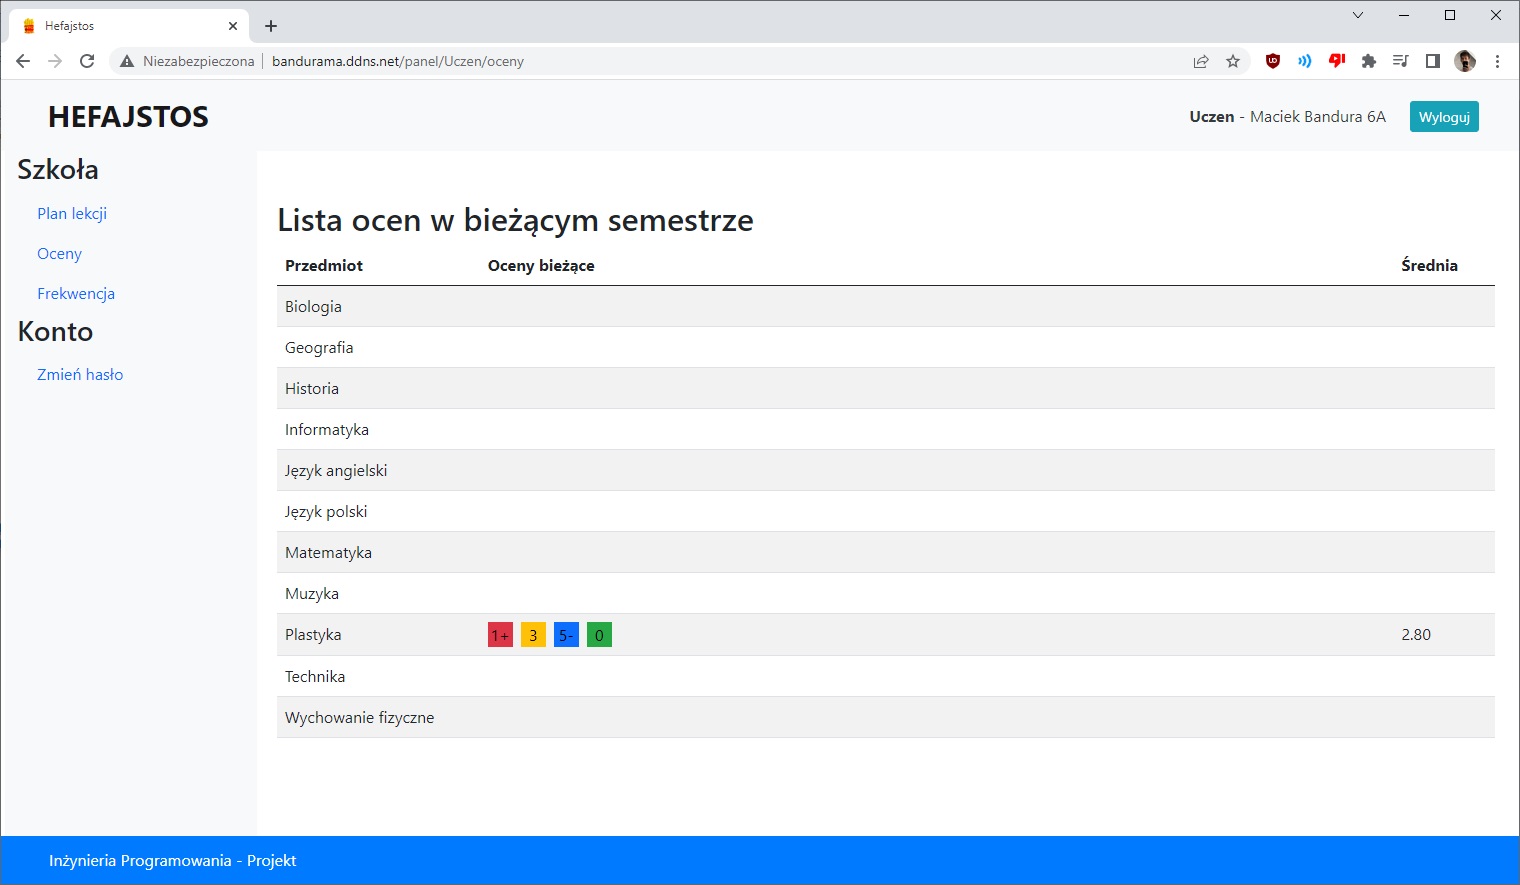 Hefajstos
Niezabezpieczona bandurama.ddns.net/panel/Uczen/oceny
HEFAJSTOS
Uczen - Maciek Bandura 6A Wyloguj
Szkoła
Plan lekcji
Oceny
Frekwencja
Konto
Zmień hasło
Lista ocen w bieżącym semestrze
Przedmiot Oceny bieżące Średnia
Biologia
Geografia
Historia
Informatyka
Język angielski
Język polski
Matematyka
Muzyka
Plastyka 1+ 3 5- 0 2.80
Technika
Wychowanie fizyczne
Inżynieria Programowania - Projekt